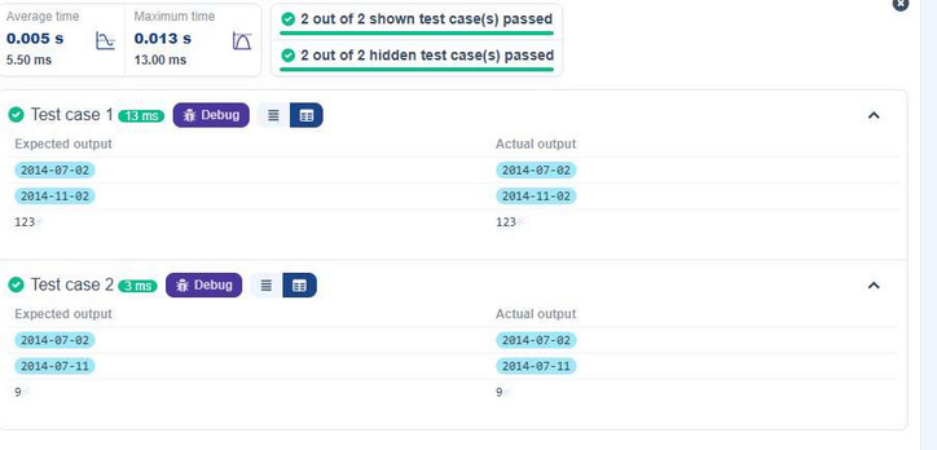 Average time
0.005 s
5.50 ms
Maximum time
0.013 s
13.00 ms
2 out of 2 shown test case(s) passed
2 out of 2 hidden test case(s) passed
Test case 1 13 ms Debug
Expected output Actual output
2014-07-02 2014-07-02
2014-11-02 2014-11-02
123 123
Test case 2 3 ms Debug
Expected output Actual output
2014-07-02 2014-07-02
2014-07-11 2014-07-11
9 9